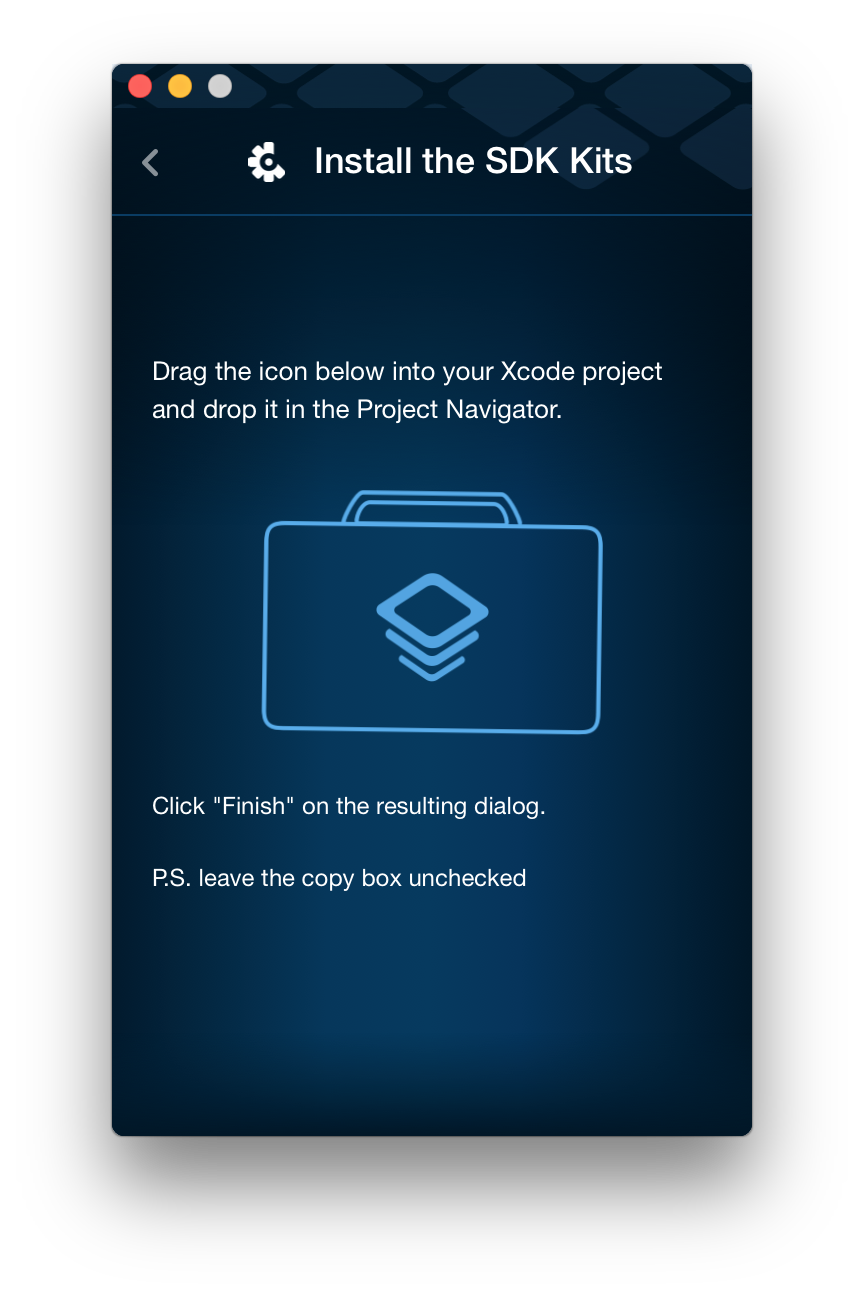 Install the SDK Kits
Drag the icon below into your Xcode project
and drop it in the Project Navigator.
Click "Finish" on the resulting dialog.
P.S. leave the copy box unchecked